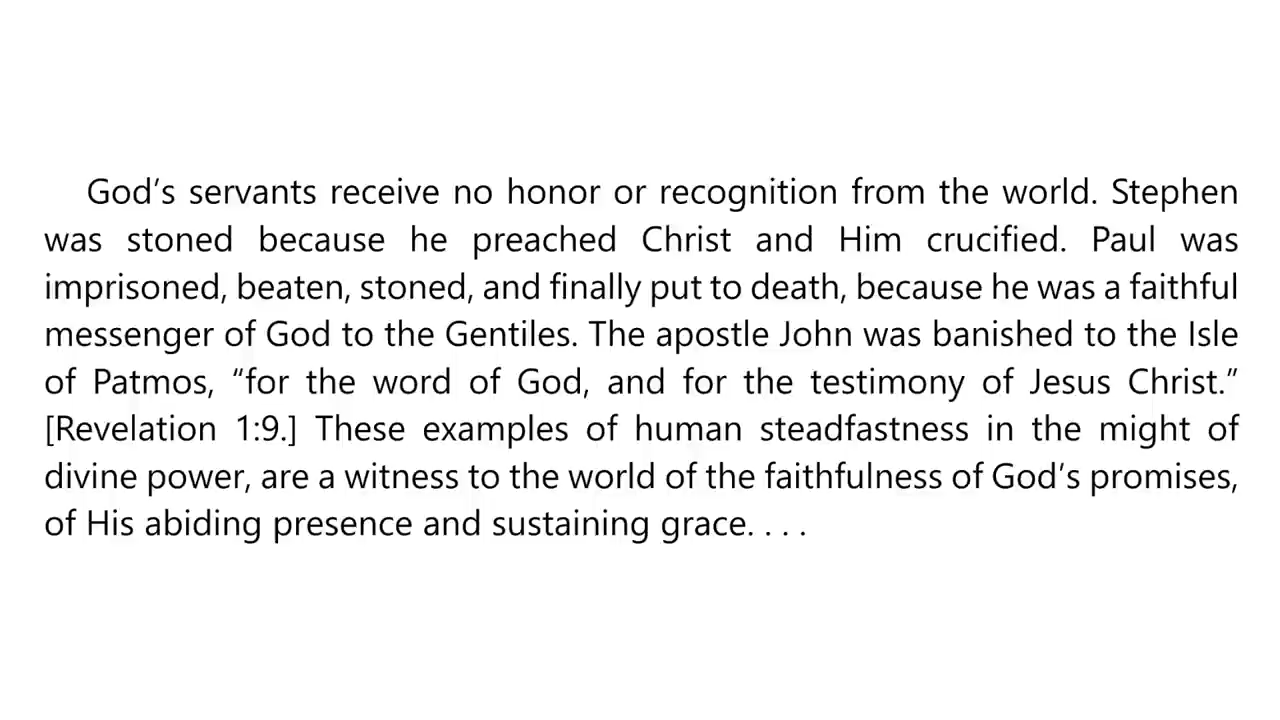 God’s servants receive no honor or recognition from the world. Stephen
was stoned because he preached Christ and Him crucified. Paul was
imprisoned, beaten, stoned, and finally put to death, because he was a faithful
messenger of God to the Gentiles. The apostle John was banished to the Isle
of Patmos, “for the word of God, and for the testimony of Jesus Christ.”
[Revelation 1:9.] These examples of human steadfastness in the might of
divine power, are a witness to the world of the faithfulness of God’s promises,
of His abiding presence and sustaining grace. . . .